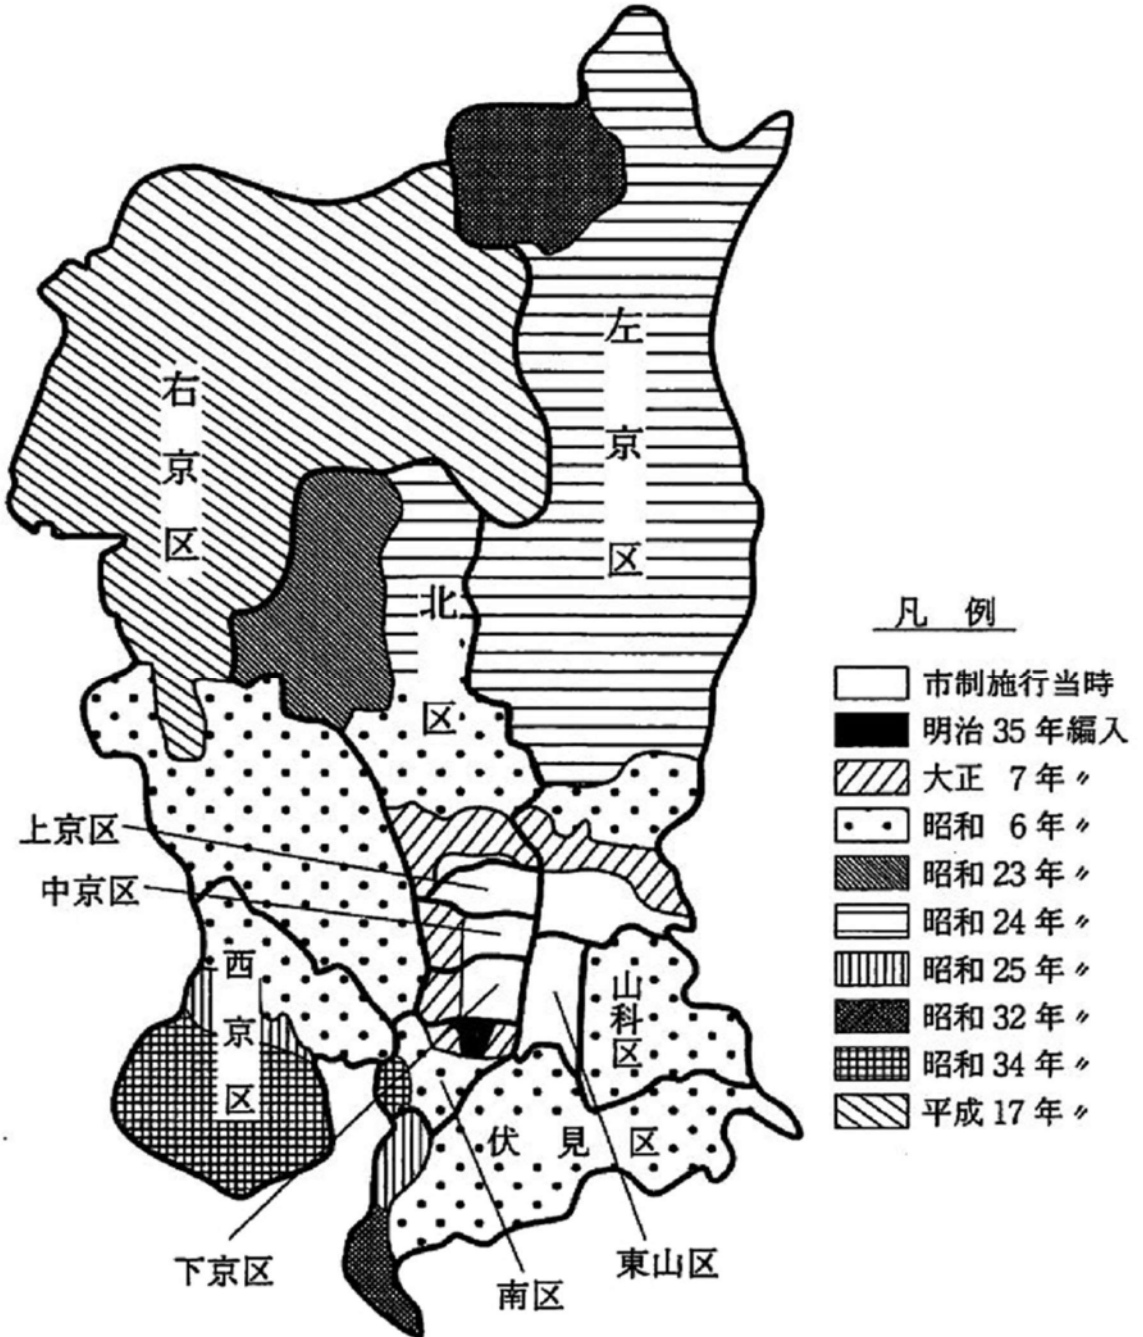 左京区
右京区
北区
上京区
中京区
西京区
山科区
伏見区
下京区
南区
東山区
凡 例
市制施行当時
明治 35 年編入
大正 7 年 〃
昭和 6 年 〃
昭和 23 年 〃
昭和 24 年 〃
昭和 25 年 〃
昭和 32 年 〃
昭和 34 年 〃
平成 17 年 〃